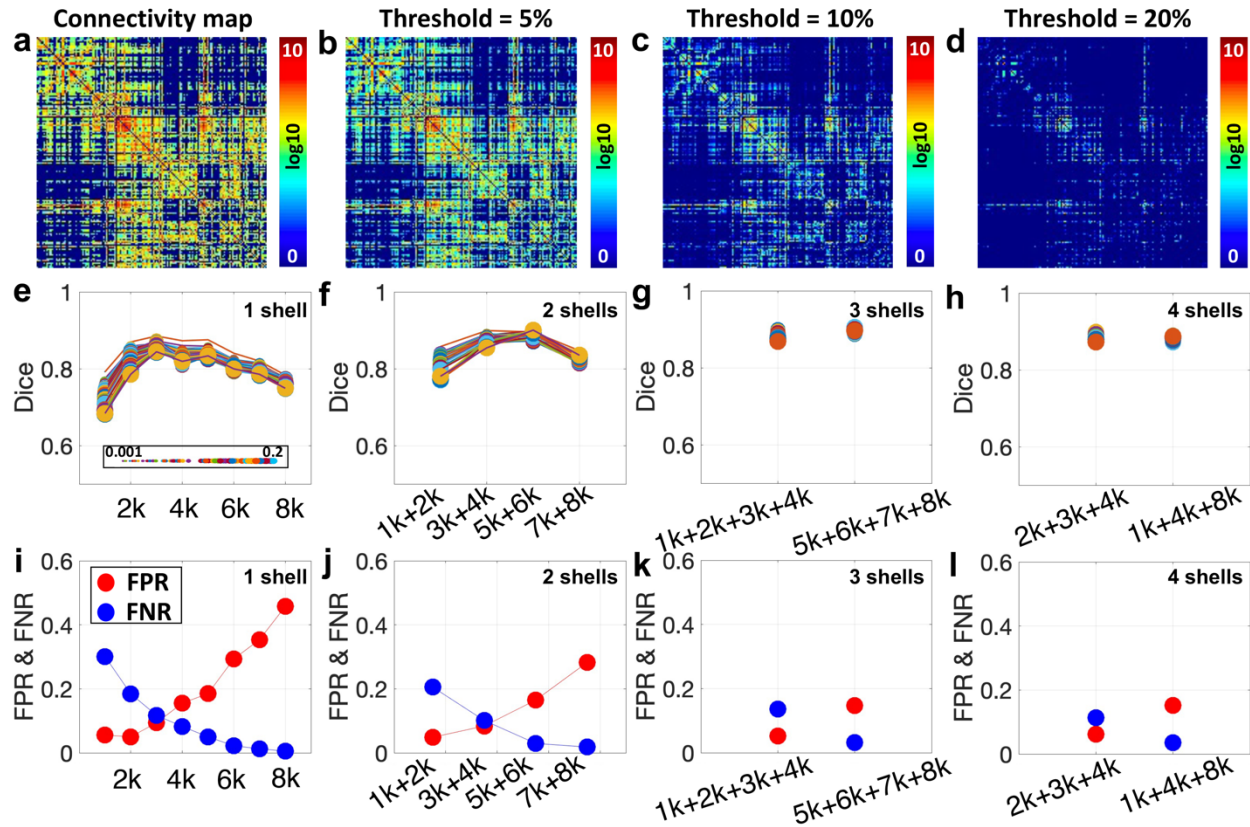 Connectivity map Threshold = 5% Threshold = 10% Threshold = 20%
a b c d
10 10 10 10
log10 log10 log10 log10
0 0 0 0
e f g h
1 shell 2 shells 3 shells 4 shells
Dice Dice Dice Dice
1 1 1 1
0.8 0.8 0.8 0.8
0.6 0.6 0.6 0.6
0.001 0.2
2k 4k 6k 8k
1k+2k 3k+4k 5k+6k 7k+8k
1k+2k+3k+4k 5k+6k+7k+8k
2k+3k+4k 1k+4k+8k
i j k l
1 shell 2 shells 3 shells 4 shells
FPR
FNR
FPR & FNR FPR & FNR FPR & FNR FPR & FNR
0.6 0.6 0.6 0.6
0.4 0.4 0.4 0.4
0.2 0.2 0.2 0.2
0 0 0 0
2k 4k 6k 8k
1k+2k 3k+4k 5k+6k 7k+8k
1k+2k+3k+4k 5k+6k+7k+8k
2k+3k+4k 1k+4k+8k